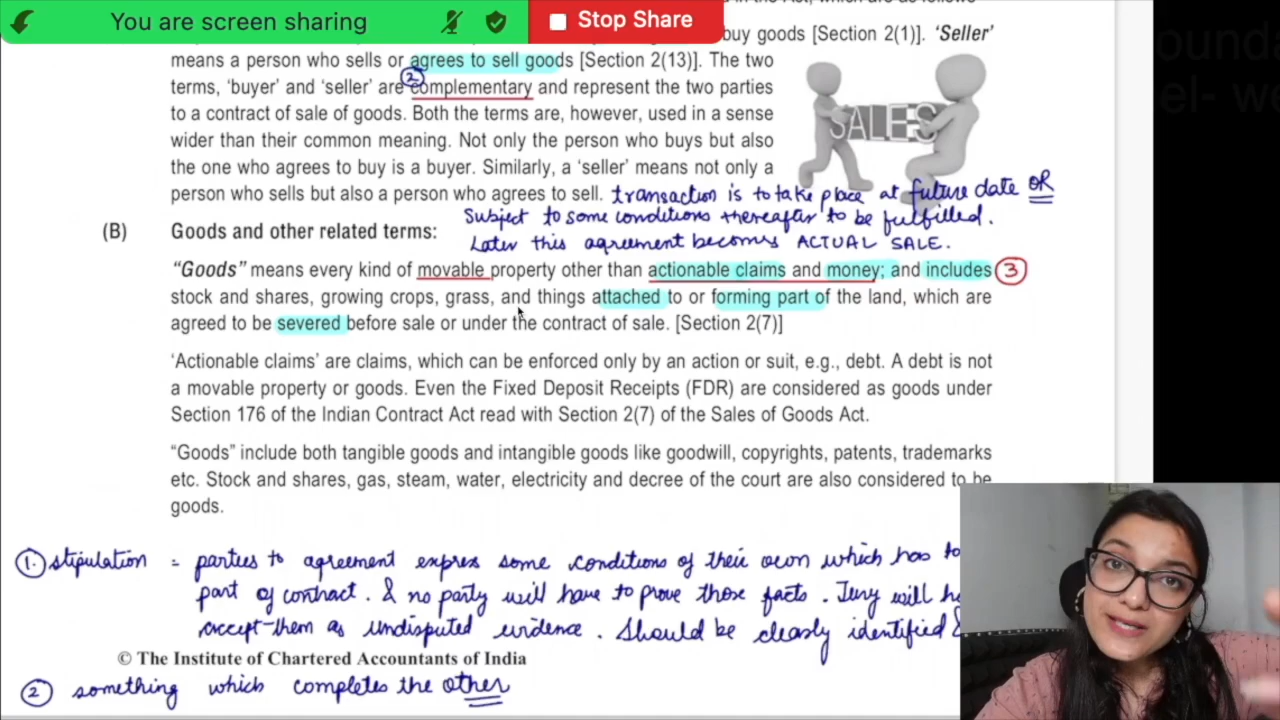 You are screen sharing
Stop Share
in the Act, which are as follows
buy goods [Section 2(1)]. 'Seller'
means a person who sells or agrees to sell goods [Section 2(13)]. The two
2
terms, 'buyer' and 'seller' are complementary and represent the two parties
to a contract of sale of goods. Both the terms are, however, used in a sense
wider than their common meaning. Not only the person who buys but also
the one who agrees to buy is a buyer. Similarly, a 'seller' means not only a
person who sells but also a person who agrees to sell. transaction is to take place at future date OR
SALES
Subject to some conditions thereafter to be fulfilled.
(B) Goods and other related terms:
Later this agreement becomes ACTUAL SALE.
"Goods" means every kind of movable property other than actionable claims and money; and includes 3
stock and shares, growing crops, grass, and things attached to or forming part of the land, which are
agreed to be severed before sale or under the contract of sale. [Section 2(7)]
'Actionable claims' are claims, which can be enforced only by an action or suit, e.g., debt. A debt is not
a movable property or goods. Even the Fixed Deposit Receipts (FDR) are considered as goods under
Section 176 of the Indian Contract Act read with Section 2(7) of the Sales of Goods Act.
"Goods" include both tangible goods and intangible goods like goodwill, copyrights, patents, trademarks
etc. Stock and shares, gas, steam, water, electricity and decree of the court are also considered to be
goods.
1. stipulation = parties to agreement express some conditions of their own which has to
part of contract. & no party will have to prove those facts. Jury will
accept them as undisputed evidence. Should be clearly identified &
© The Institute of Chartered Accountants of India
2 something which completes the other